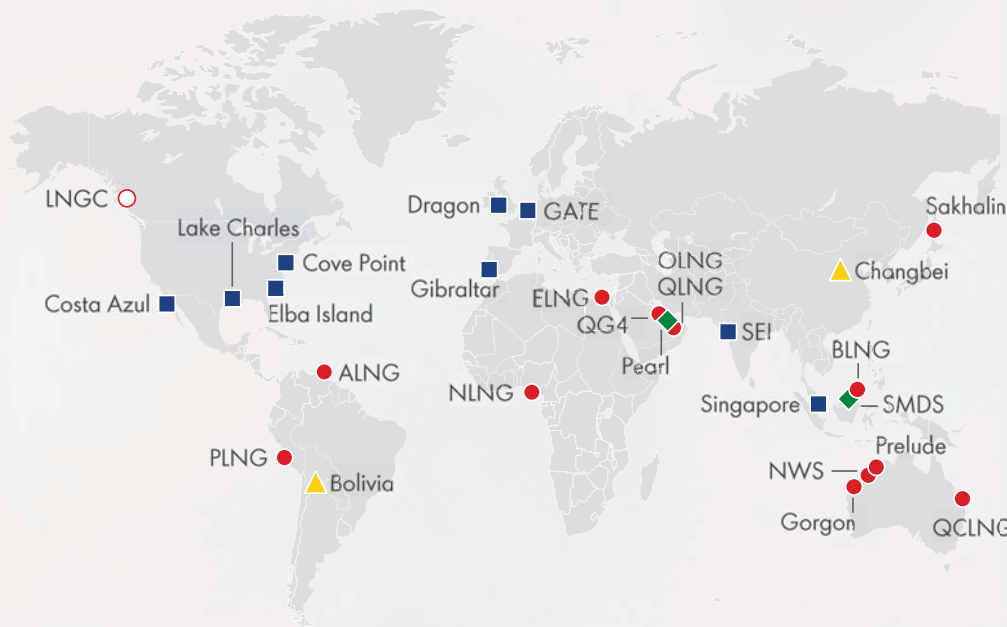 LNGC
Lake Charles
Cove Point
Costa Azul
Elba Island
ALNG
PLNG
Bolivia
Dragon
GATE
Gibraltar
ELNG
OLNG
QLNG
QG4
Pearl
NLNG
SEI
Sakhalin
Changbei
BLNG
Singapore
SMDS
Prelude
NWS
Gorgon
QCLNG